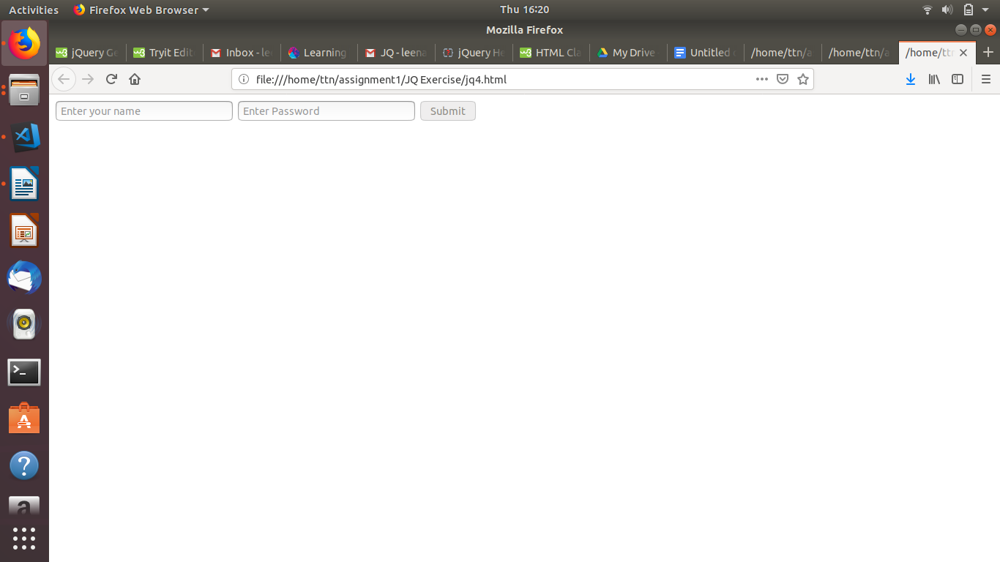 Activities Firefox Web Browser Thu 16:20
Mozilla Firefox
jQuery Ge Tryit Edit Inbox - lee Learning JQ - leena jQuery He HTML Cla My Drive - Untitled d /home/ttn/a /home/ttn/a /home/ttn
file:///home/ttn/assignment1/JQ Exercise/jq4.html
Enter your name Enter Password Submit